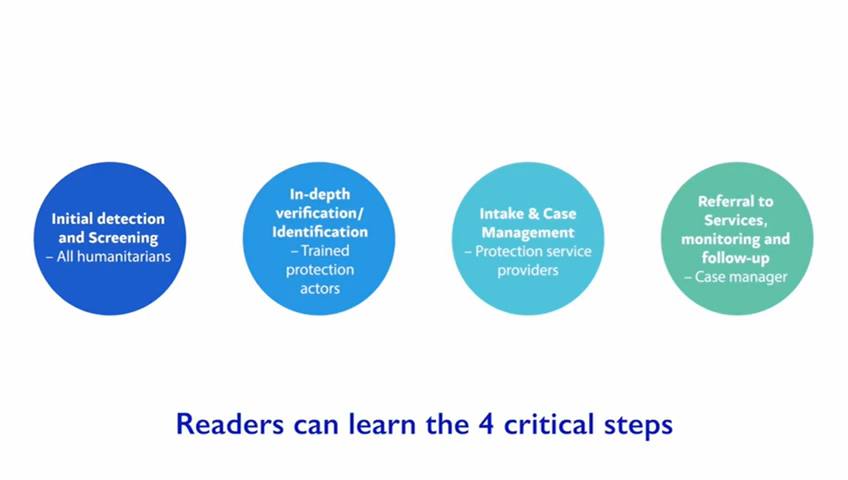 Initial detection
and Screening
– All humanitarians
In-depth
verification/
Identification
– Trained
protection
actors
Intake & Case
Management
– Protection service
providers
Referral to
Services,
monitoring and
follow-up
– Case manager
Readers can learn the 4 critical steps